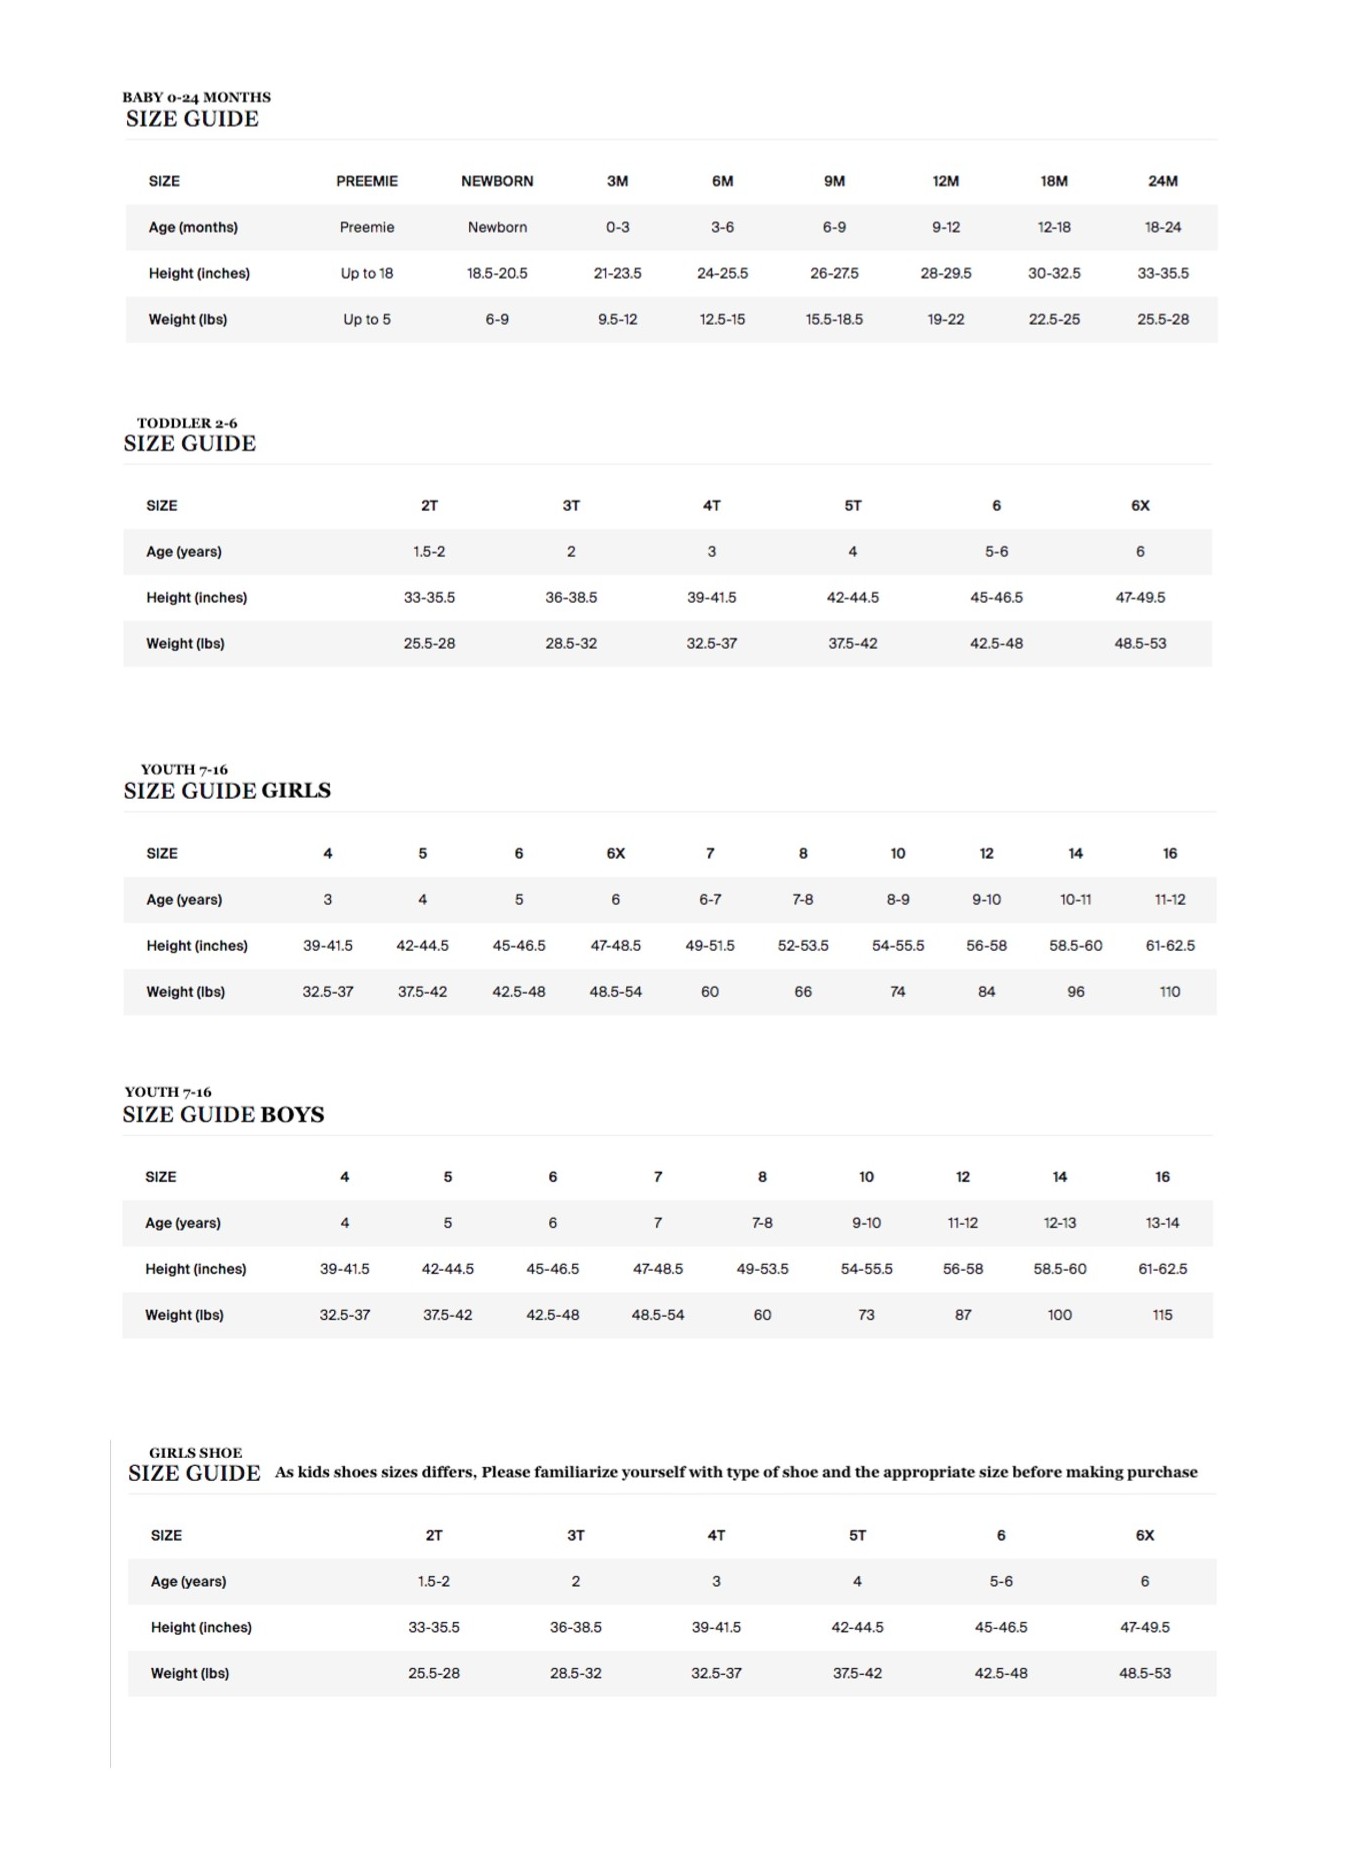 BABY 0-24 MONTHS
SIZE GUIDE
SIZE PREEMIE NEWBORN 3M 6M 9M 12M 18M 24M
Age (months) Preemie Newborn 0-3 3-6 6-9 9-12 12-18 18-24
Height (inches) Up to 18 18.5-20.5 21-23.5 24-25.5 26-27.5 28-29.5 30-32.5 33-35.5
Weight (lbs) Up to 5 6-9 9.5-12 12.5-15 15.5-18.5 19-22 22.5-25 25.5-28
TODDLER 2-6
SIZE GUIDE
SIZE 2T 3T 4T 5T 6 6X
Age (years) 1.5-2 2 3 4 5-6 6
Height (inches) 33-35.5 36-38.5 39-41.5 42-44.5 45-46.5 47-49.5
Weight (lbs) 25.5-28 28.5-32 32.5-37 37.5-42 42.5-48 48.5-53
YOUTH 7-16
SIZE GUIDE GIRLS
SIZE 4 5 6 6X 7 8 10 12 14 16
Age (years) 3 4 5 6 6-7 7-8 8-9 9-10 10-11 11-12
Height (inches) 39-41.5 42-44.5 45-46.5 47-48.5 49-51.5 52-53.5 54-55.5 56-58 58.5-60 61-62.5
Weight (lbs) 32.5-37 37.5-42 42.5-48 48.5-54 60 66 74 84 96 110
YOUTH 7-16
SIZE GUIDE BOYS
SIZE 4 5 6 7 8 10 12 14 16
Age (years) 4 5 6 7 7-8 9-10 11-12 12-13 13-14
Height (inches) 39-41.5 42-44.5 45-46.5 47-48.5 49-53.5 54-55.5 56-58 58.5-60 61-62.5
Weight (lbs) 32.5-37 37.5-42 42.5-48 48.5-54 60 73 87 100 115
GIRLS SHOE
SIZE GUIDE As kids shoes sizes differs, Please familiarize yourself with type of shoe and the appropriate size before making purchase
SIZE 2T 3T 4T 5T 6 6X
Age (years) 1.5-2 2 3 4 5-6 6
Height (inches) 33-35.5 36-38.5 39-41.5 42-44.5 45-46.5 47-49.5
Weight (lbs) 25.5-28 28.5-32 32.5-37 37.5-42 42.5-48 48.5-53